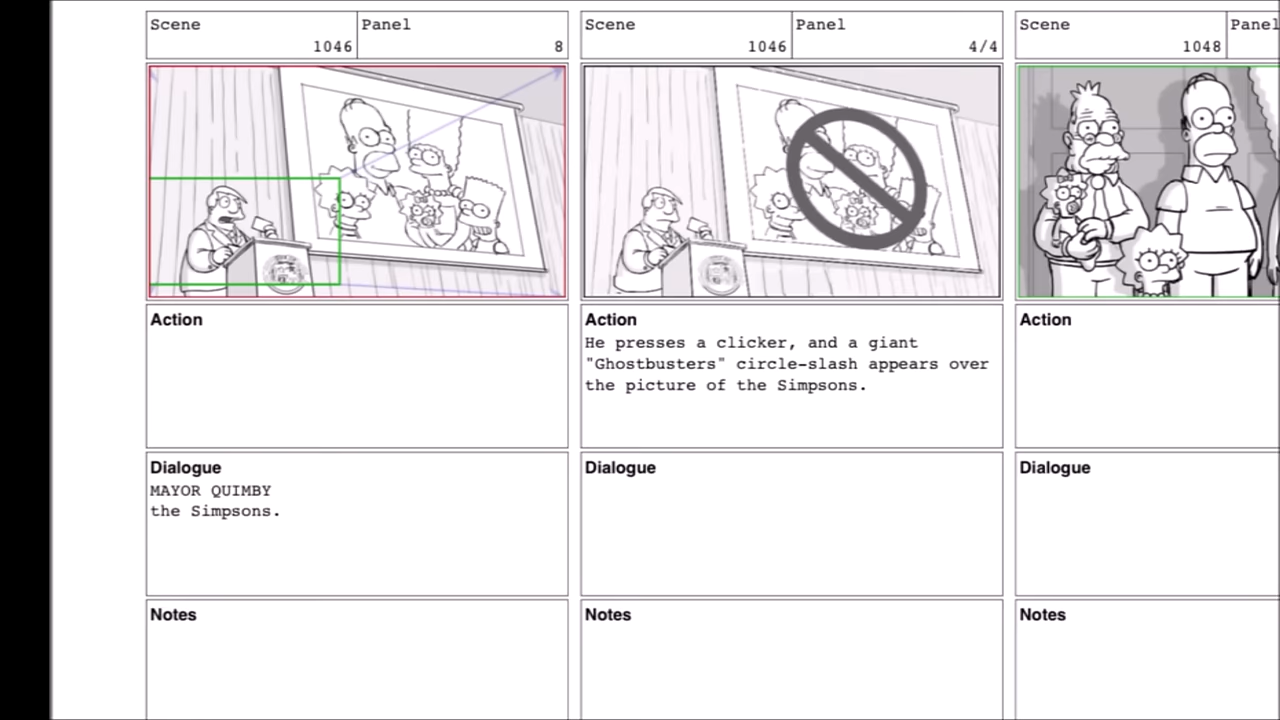 Scene
1046
Panel
8
Scene
1046
Panel
4/4
Scene
1048
Panel
Action
Action
He presses a clicker, and a giant
"Ghostbusters" circle-slash appears over
the picture of the Simpsons.
Action
Dialogue
MAYOR QUIMBY
the Simpsons.
Dialogue
Dialogue
Notes
Notes
Notes